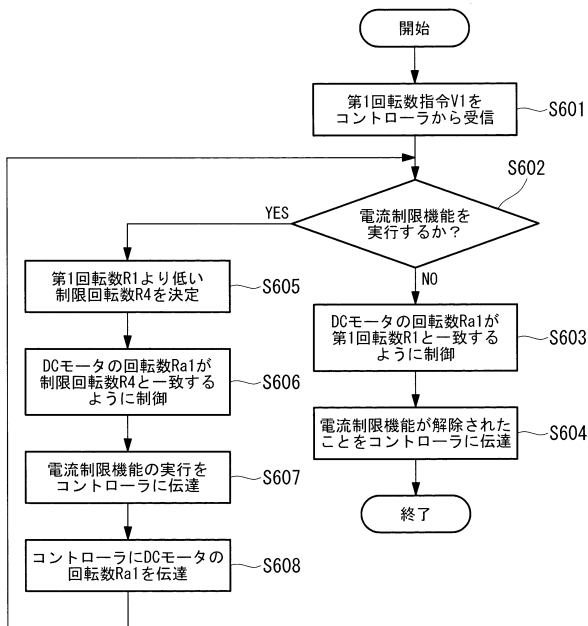 開始
第1回転数指令V1を
コントローラから受信
S601
S602
電流制限機能を
実行するか？
YES
NO
第1回転数R1より低い
制限回転数R4を決定
S605
DCモータの回転数Ra1が
第1回転数R1と一致する
ように制御
S603
DCモータの回転数Ra1が
制限回転数R4と一致する
ように制御
S606
電流制限機能が解除された
ことをコントローラに伝達
S604
電流制限機能の実行を
コントローラに伝達
S607
終了
コントローラにDCモータの
回転数Ra1を伝達
S608